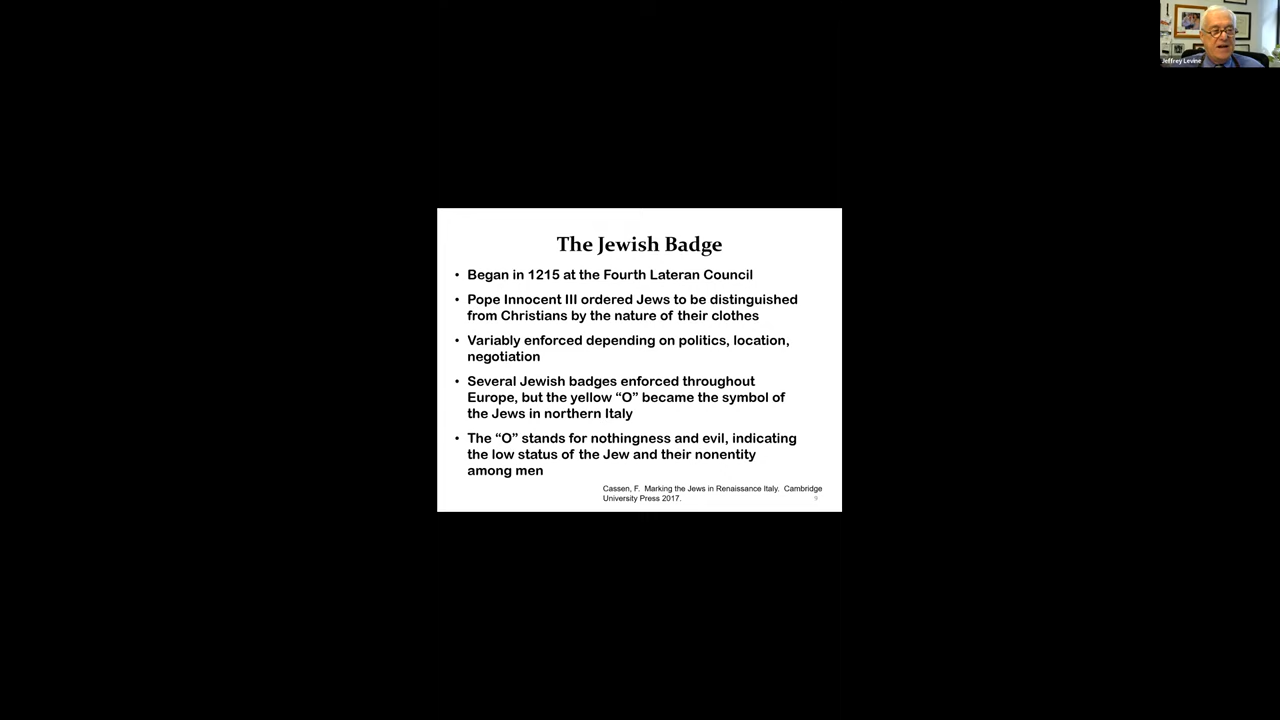 Jeffrey Levine
The Jewish Badge
• Began in 1215 at the Fourth Lateran Council
• Pope Innocent III ordered Jews to be distinguished
from Christians by the nature of their clothes
• Variably enforced depending on politics, location,
negotiation
• Several Jewish badges enforced throughout
Europe, but the yellow “O” became the symbol of
the Jews in northern Italy
• The “O” stands for nothingness and evil, indicating
the low status of the Jew and their nonentity
among men
Cassen, F. Marking the Jews in Renaissance Italy. Cambridge
University Press 2017.
9